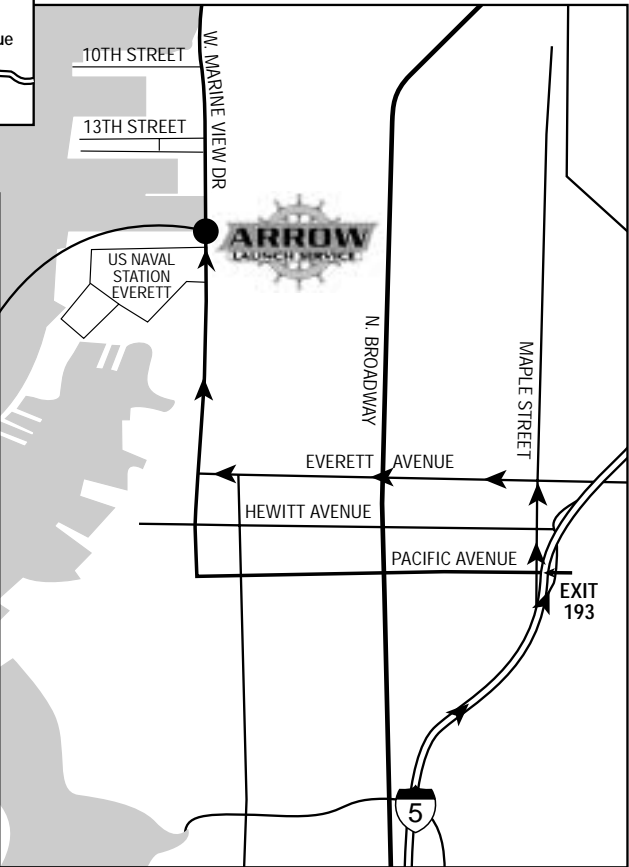 10TH STREET
W. MARINE VIEW DR
13TH STREET
ARROW
LAUNCH SERVICE
US NAVAL
STATION
EVERETT
N. BROADWAY
MAPLE STREET
EVERETT AVENUE
HEWITT AVENUE
PACIFIC AVENUE
EXIT
193
5